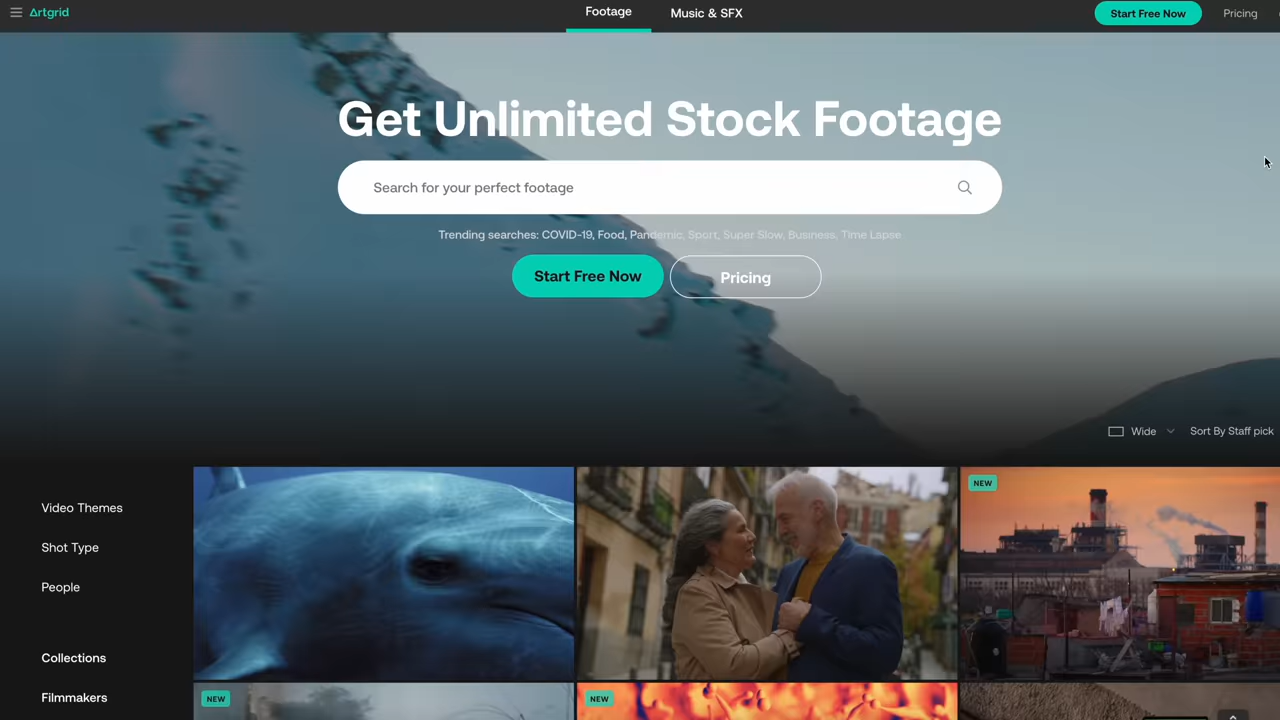 Artgrid
Footage
Music & SFX
Start Free Now
Pricing
Get Unlimited Stock Footage
Search for your perfect footage
Trending searches: COVID-19, Food, Pandemic, Sport, Super Slow, Business, Time Lapse
Start Free Now
Pricing
Wide
Sort By Staff pick
Video Themes
Shot Type
People
Collections
Filmmakers
NEW
NEW
NEW